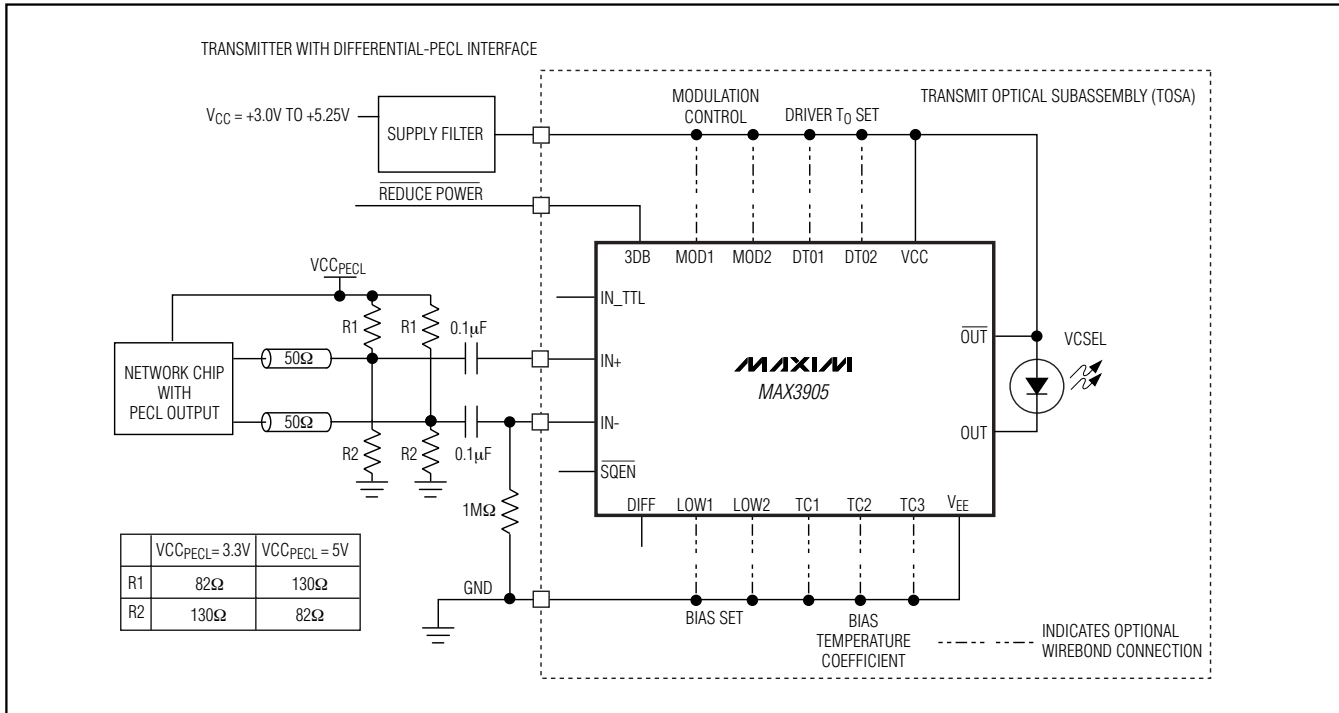 TRANSMITTER WITH DIFFERENTIAL-PECL INTERFACE
TRANSMIT OPTICAL SUBASSEMBLY (TOSA)
VCC = +3.0V TO +5.25V
SUPPLY FILTER
MODULATION
CONTROL
DRIVER T0 SET
REDUCE POWER
3DB
MOD1
MOD2
DT01
DT02
VCC
VCCPECL
R1
R1
0.1µF
50Ω
NETWORK CHIP
WITH
PECL OUTPUT
50Ω
R2
R2
0.1µF
1MΩ
IN_TTL
IN+
IN-
SQEN
MAXIM
MAX3905
OUT
OUT
VCSEL
DIFF
LOW1
LOW2
TC1
TC2
TC3
VEE
GND
BIAS SET
BIAS
TEMPERATURE
COEFFICIENT
INDICATES OPTIONAL
WIREBOND CONNECTION
VCCPECL= 3.3V VCCPECL = 5V
R1 82Ω 130Ω
R2 130Ω 82Ω